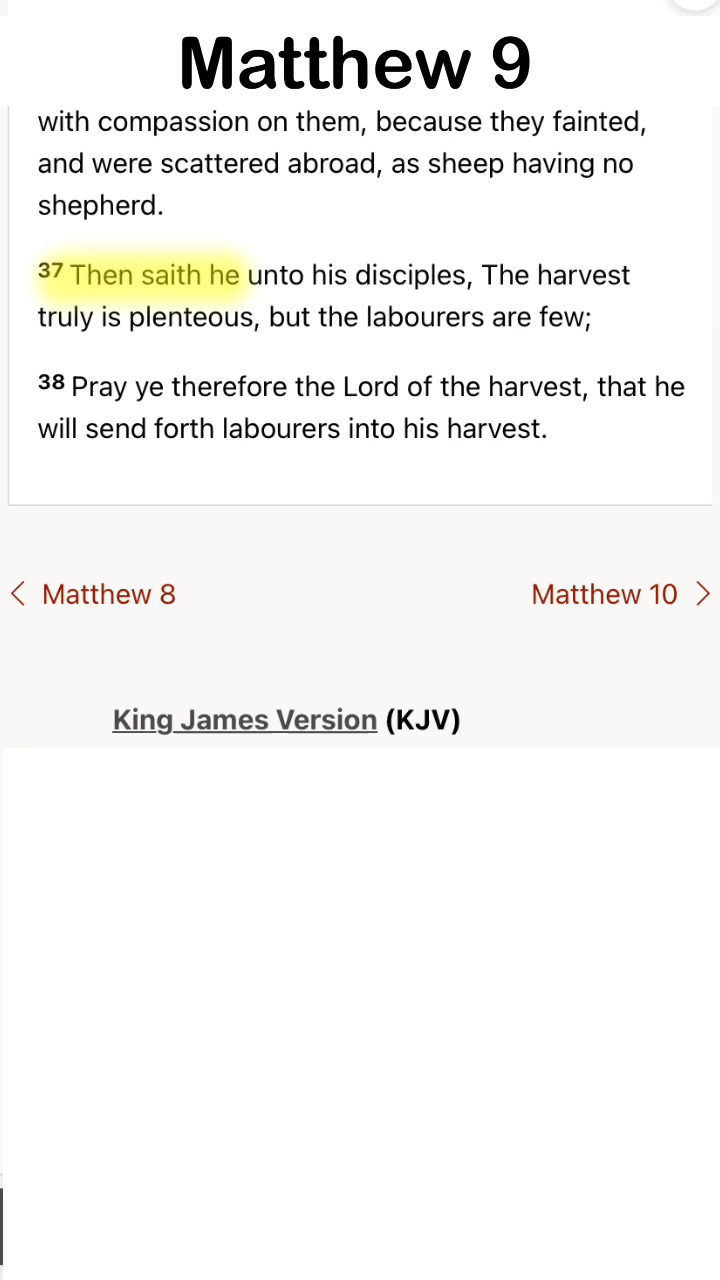 Matthew 9
with compassion on them, because they fainted,
and were scattered abroad, as sheep having no
shepherd.
37 Then saith he unto his disciples, The harvest
truly is plenteous, but the labourers are few;
38 Pray ye therefore the Lord of the harvest, that he
will send forth labourers into his harvest.
< Matthew 8
Matthew 10 >
King James Version (KJV)